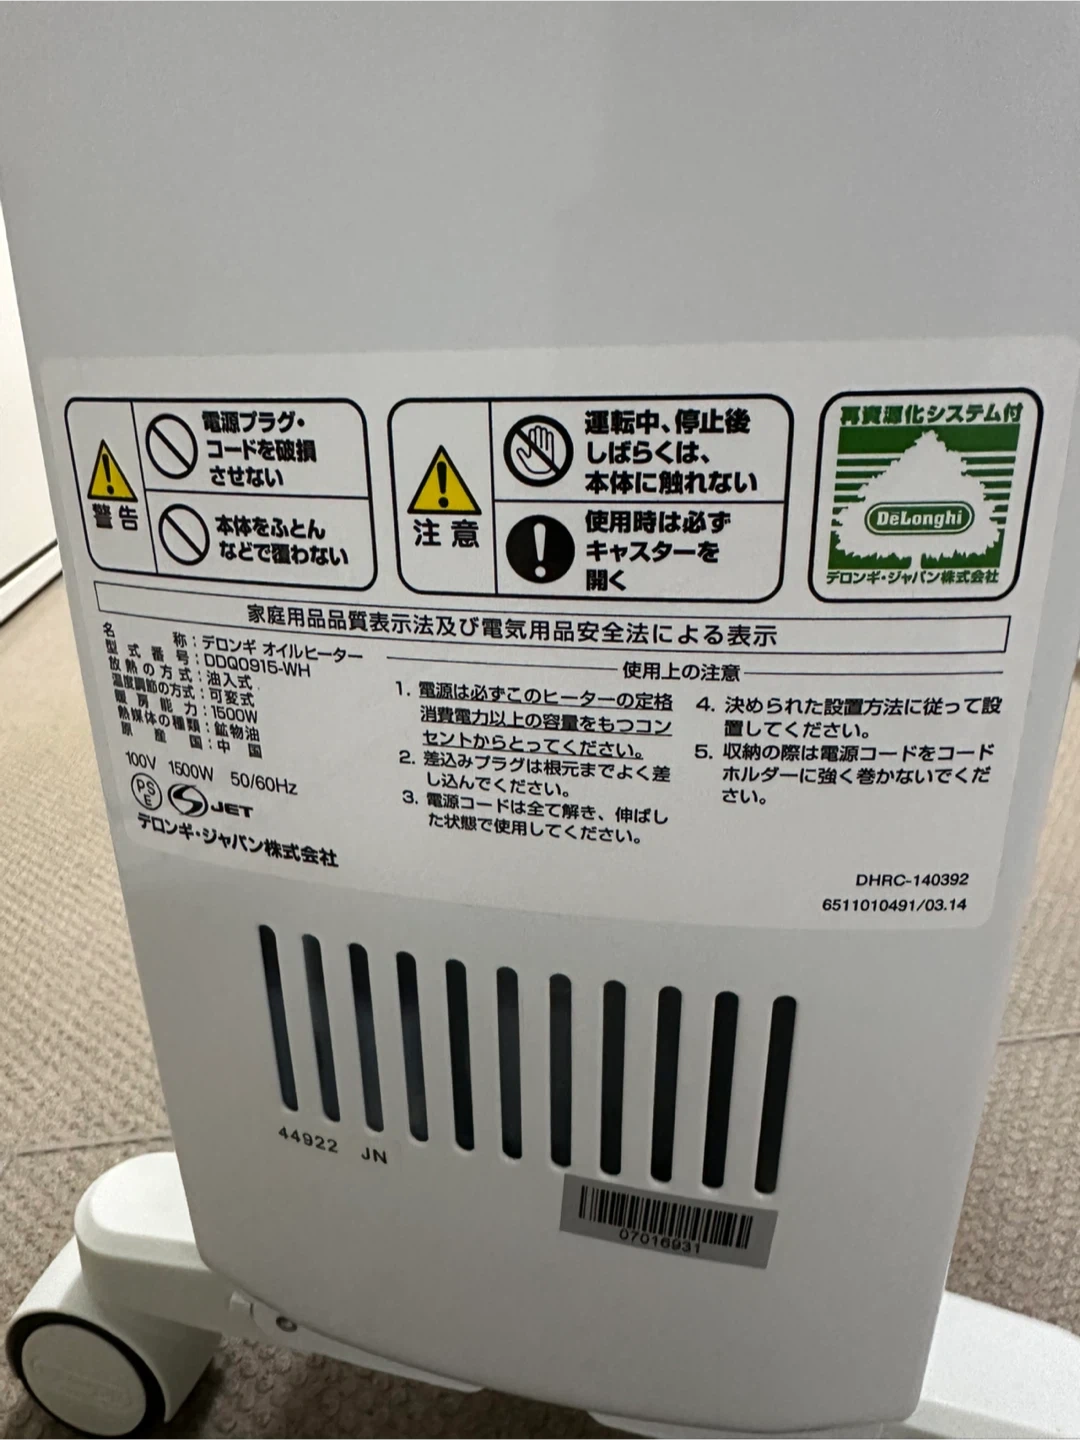 警告
電源プラグ・
コードを破損
させない
本体をふとん
などで覆わない
注意
運転中、停止後
しばらくは、
本体に触れない
使用時は必ず
キャスターを
開く
再資源化システム付
DeLonghi
デロンギ・ジャパン株式会社
家庭用品品質表示法及び電気用品安全法による表示
名称：デロンギ オイルヒーター
型式番号：DDQ0915-WH
放熱の方式：油入式
温度調節の方式：可変式
暖房能力：1500W
熱媒体の種類：鉱物油
原産国：中国
100V 1500W 50/60Hz
PSE JET
デロンギ・ジャパン株式会社
使用上の注意
1. 電源は必ずこのヒーターの定格
消費電力以上の容量をもつコン
セントからとってください。
2. 差込みプラグは根元までよく差
し込んでください。
3. 電源コードは全て解き、伸ばし
た状態で使用してください。
4. 決められた設置方法に従って設
置してください。
5. 収納の際は電源コードをコード
ホルダーに強く巻かないでくだ
さい。
DHRC-140392
6511010491/03.14
44922 JN
07016931